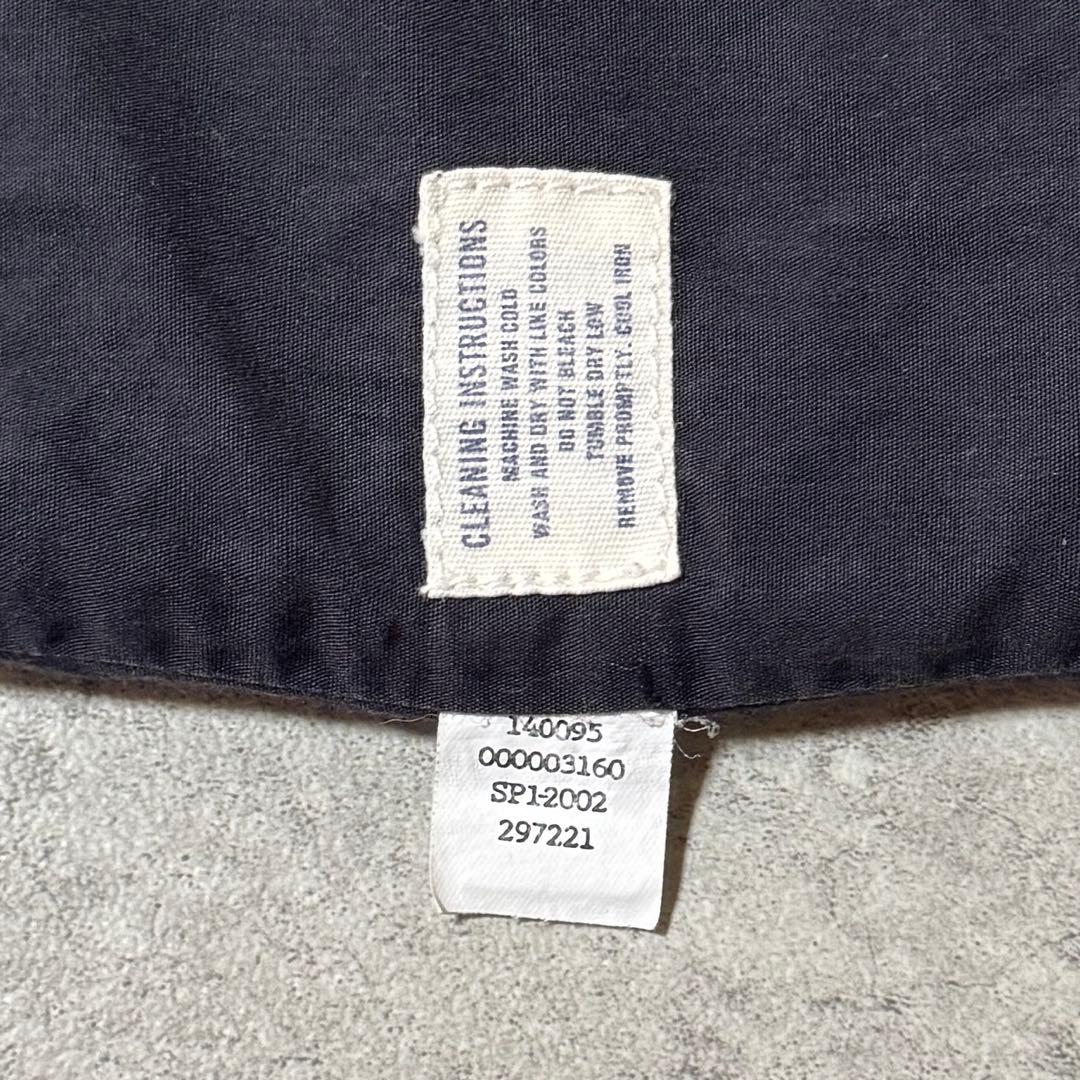 CLEANING INSTRUCTIONS
MACHINE WASH COLD
WASH AND DRY WITH LIKE COLORS
DO NOT BLEACH
TUMBLE DRY LOW
REMOVE PROMPTLY. COOL IRON
140095
000003160
SP1-2002
297221